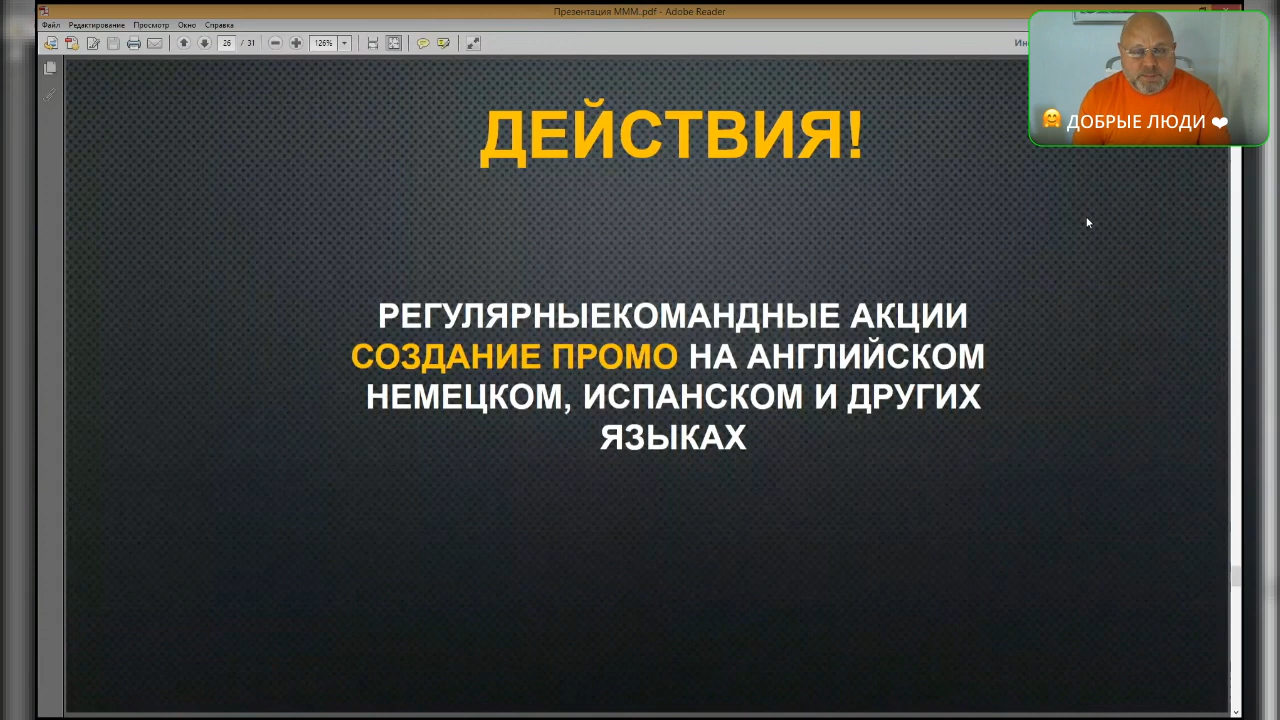 Презентация МММ.pdf - Adobe Reader
Файл Редактирование Просмотр Окно Справка
26 / 31 126%
🤗 ДОБРЫЕ ЛЮДИ ❤
ДЕЙСТВИЯ!
РЕГУЛЯРНЫЕКОМАНДНЫЕ АКЦИИ
СОЗДАНИЕ ПРОМО НА АНГЛИЙСКОМ
НЕМЕЦКОМ, ИСПАНСКОМ И ДРУГИХ
ЯЗЫКАХ